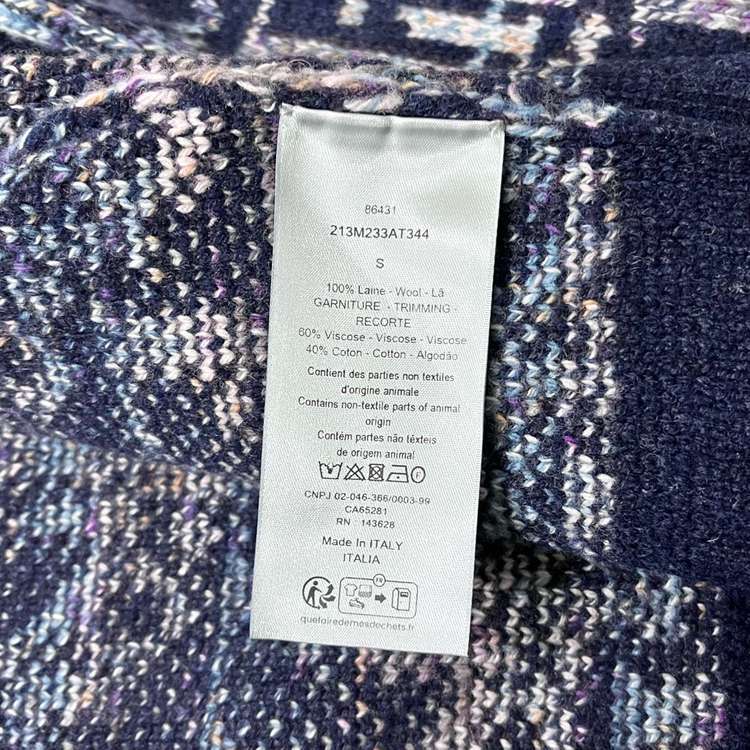 86431
213M233AT344
S
100% Laine - Wool - Lã
GARNITURE - TRIMMING -
RECORTE
60% Viscose - Viscose - Viscose
40% Coton - Cotton - Algodão
Contient des parties non textiles
d'origine animale
Contains non-textile parts of animal
origin
Contém partes não têxteis
de origem animal
F
CNPJ 02-046-366/0003-99
CA65281
RN : 143628
Made In ITALY
ITALIA
FR
quefairedemesdechets.fr